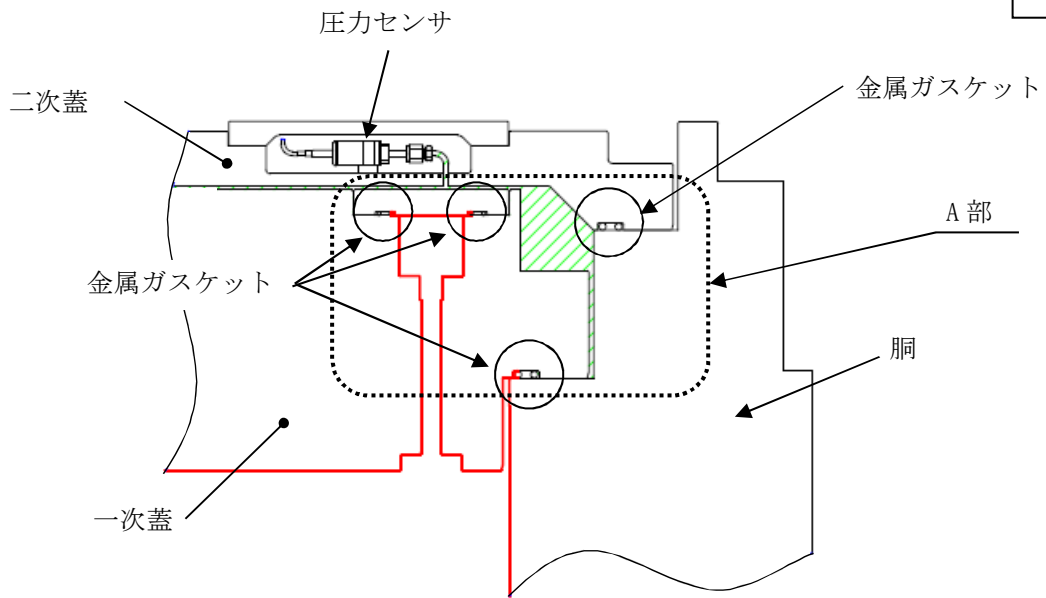 圧力センサ
二次蓋
金属ガスケット
A部
金属ガスケット
胴
一次蓋